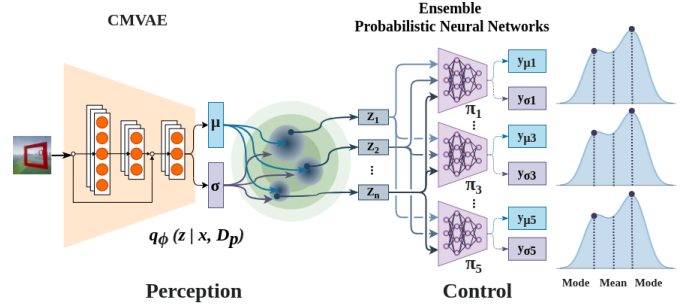 CMVAE
Ensemble
Probabilistic Neural Networks
μ
σ
qϕ (z | x, Dp)
Z1
Z2
⋮
Zn
π1
⋮
π3
⋮
π5
yμ1
yσ1
yμ3
yσ3
yμ5
yσ5
Mode Mean Mode
Perception
Control